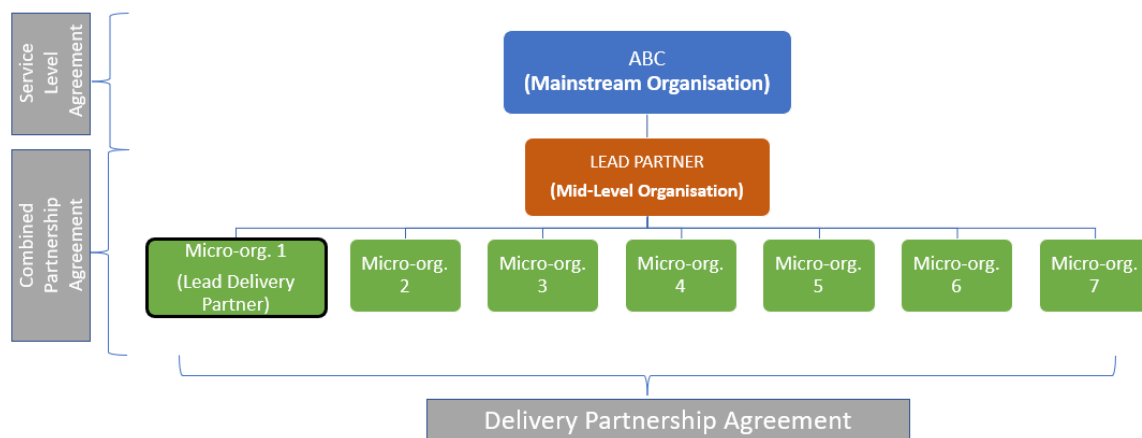 Service
Level
Agreement
ABC
(Mainstream Organisation)
Combined
Partnership
Agreement
LEAD PARTNER
(Mid-Level Organisation)
Micro-org. 1
(Lead Delivery
Partner)
Micro-org.
2
Micro-org.
3
Micro-org.
4
Micro-org.
5
Micro-org.
6
Micro-org.
7
Delivery Partnership Agreement